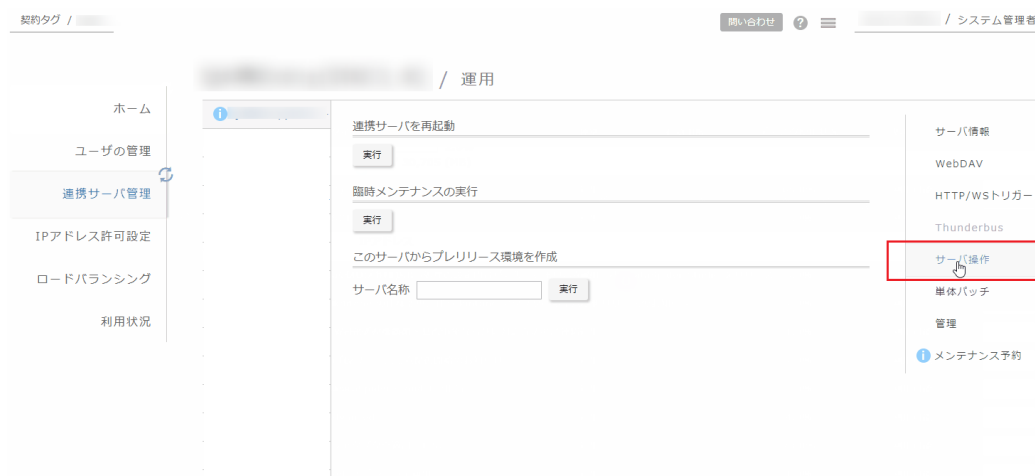 契約タグ /
問い合わせ
/ システム管理者
/ 運用
ホーム
ユーザの管理
連携サーバ管理
IPアドレス許可設定
ロードバランシング
利用状況
連携サーバを再起動
実行
臨時メンテナンスの実行
実行
このサーバからプレリリース環境を作成
サーバ名称 実行
サーバ情報
WebDAV
HTTP/WSトリガー
Thunderbus
サーバ操作
単体パッチ
管理
メンテナンス予約